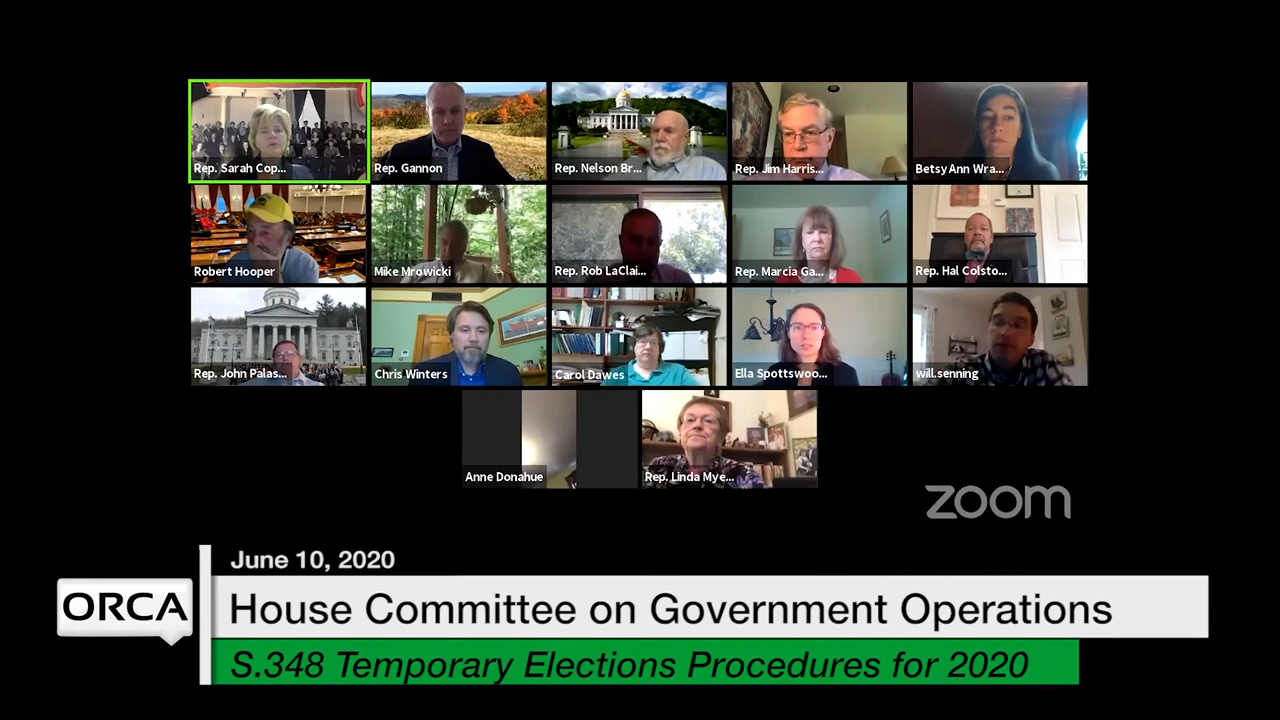 Rep. Sarah Cop...
Rep. Gannon
Rep. Nelson Br...
Rep. Jim Harris...
Betsy Ann Wra...
Robert Hooper
Mike Mrowicki
Rep. Rob LaClai...
Rep. Marcia Ga...
Rep. Hal Colsto...
Rep. John Palas...
Chris Winters
Carol Dawes
Ella Spottswoo...
will.senning
Anne Donahue
Rep. Linda Mye...
zoom
June 10, 2020
ORCA
House Committee on Government Operations
S.348 Temporary Elections Procedures for 2020